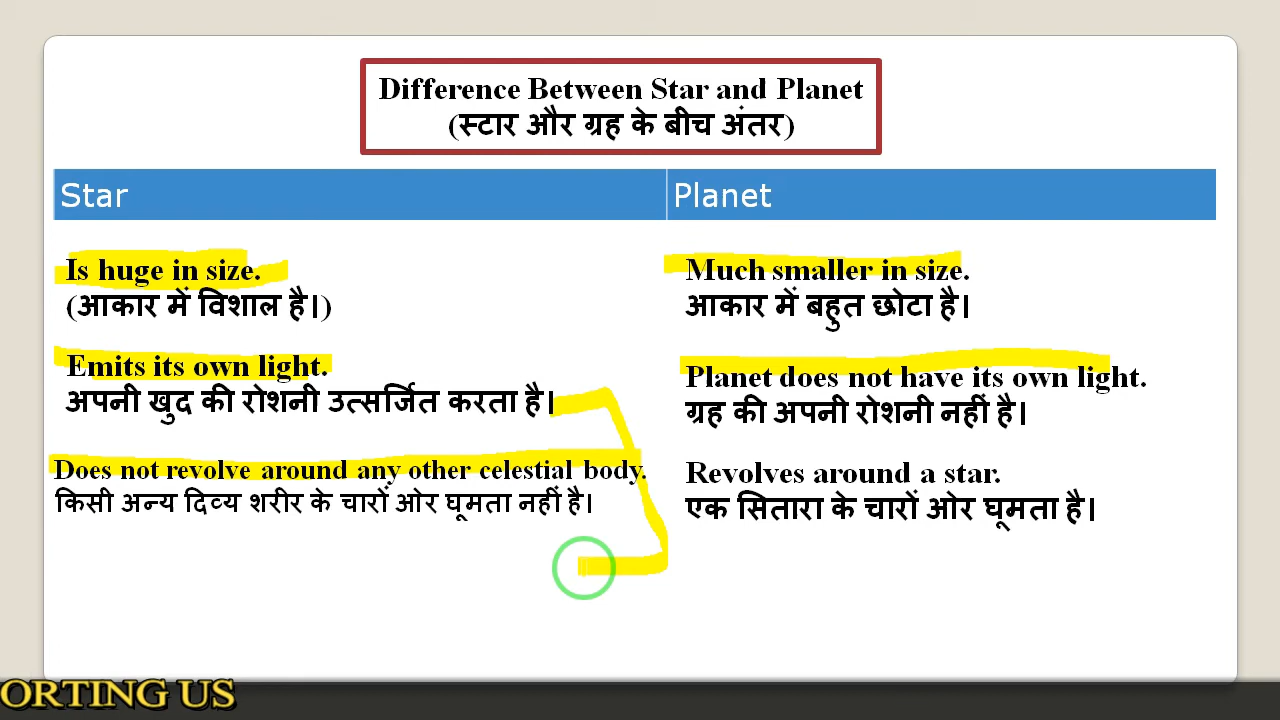 Difference Between Star and Planet
(स्टार और ग्रह के बीच अंतर)
Star
Planet
Is huge in size.
(आकार में विशाल है।)
Emits its own light.
अपनी खुद की रोशनी उत्सर्जित करता है।
Does not revolve around any other celestial body.
किसी अन्य दिव्य शरीर के चारों ओर घूमता नहीं है।
Much smaller in size.
आकार में बहुत छोटा है।
Planet does not have its own light.
ग्रह की अपनी रोशनी नहीं है।
Revolves around a star.
एक सितारा के चारों ओर घूमता है।
ORTING US